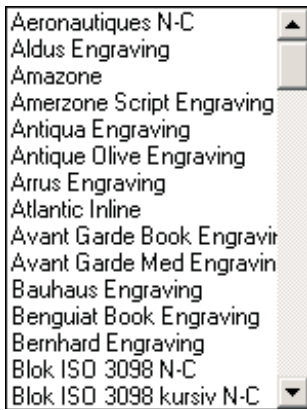 Aeronautiques N-C
Aldus Engraving
Amazone
Amerzone Script Engraving
Antiqua Engraving
Antique Olive Engraving
Arrus Engraving
Atlantic Inline
Avant Garde Book Engravin
Avant Garde Med Engravin
Bauhaus Engraving
Benguiat Book Engraving
Bernhard Engraving
Blok ISO 3098 N-C
Blok ISO 3098 kursiv N-C